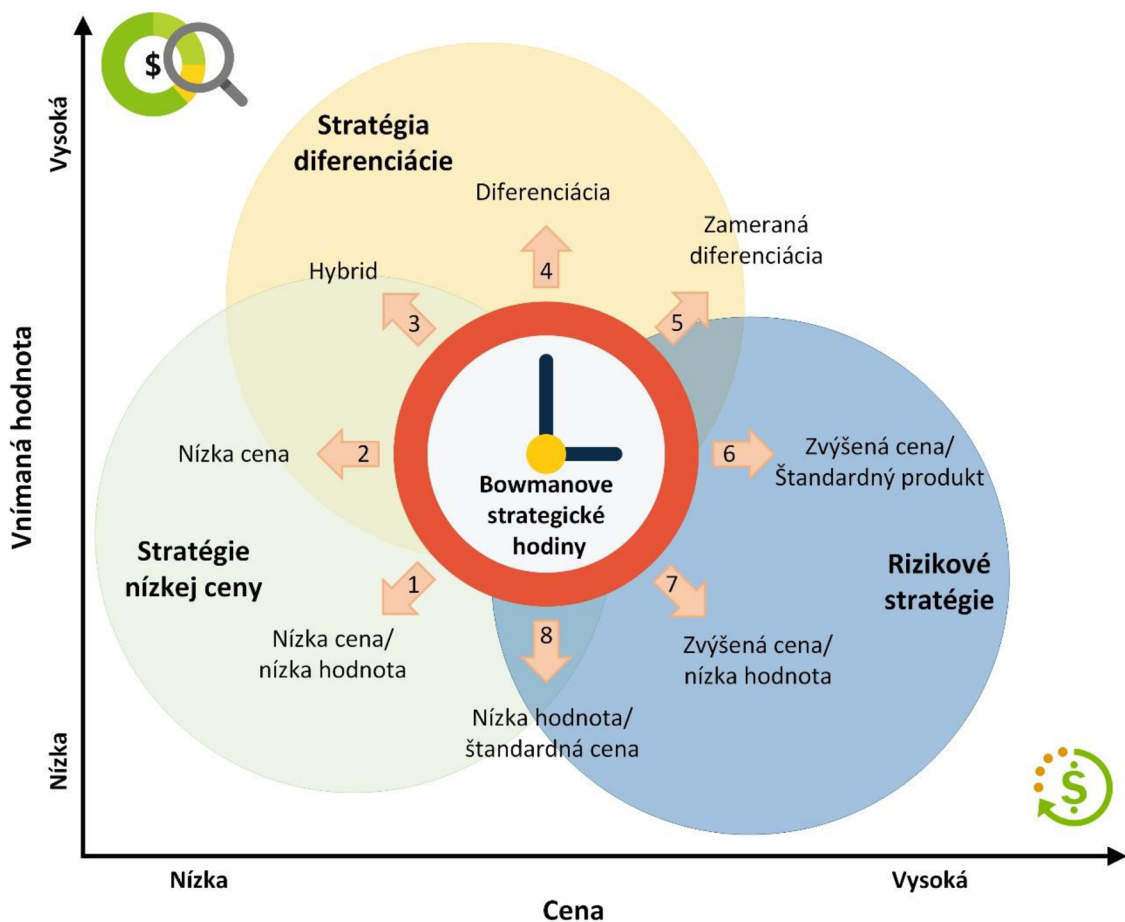 $
Vysoká
Stratégia
diferenciácie
Diferenciácia
4
Zameraná
diferenciácia
5
Hybrid
3
Vnímaná hodnota
Nízka cena
2
6
Zvýšená cena/
Štandardný produkt
Bowmanove
strategické
hodiny
Stratégie
nízkej ceny
Rizikové
stratégie
1
7
Nízka cena/
nízka hodnota
8
Zvýšená cena/
nízka hodnota
Nízka hodnota/
štandardná cena
Nízka
$
Nízka
Vysoká
Cena